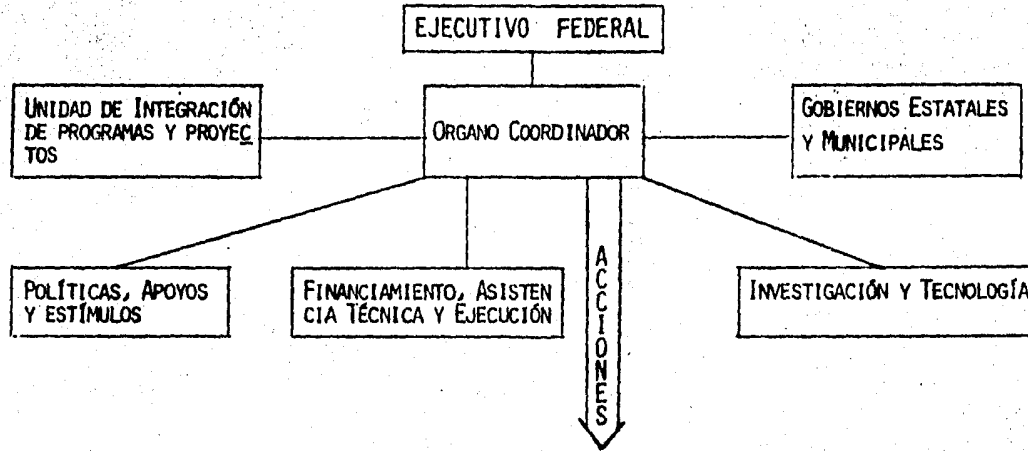 EJECUTIVO FEDERAL
UNIDAD DE INTEGRACIÓN
DE PROGRAMAS Y PROYEC
TOS
ORGANO COORDINADOR
GOBIERNOS ESTATALES
Y MUNICIPALES
POLÍTICAS, APOYOS
Y ESTÍMULOS
FINANCIAMIENTO, ASISTEN
CIA TÉCNICA Y EJECUCIÓN
ACCIONES
INVESTIGACIÓN Y TECNOLOGÍA